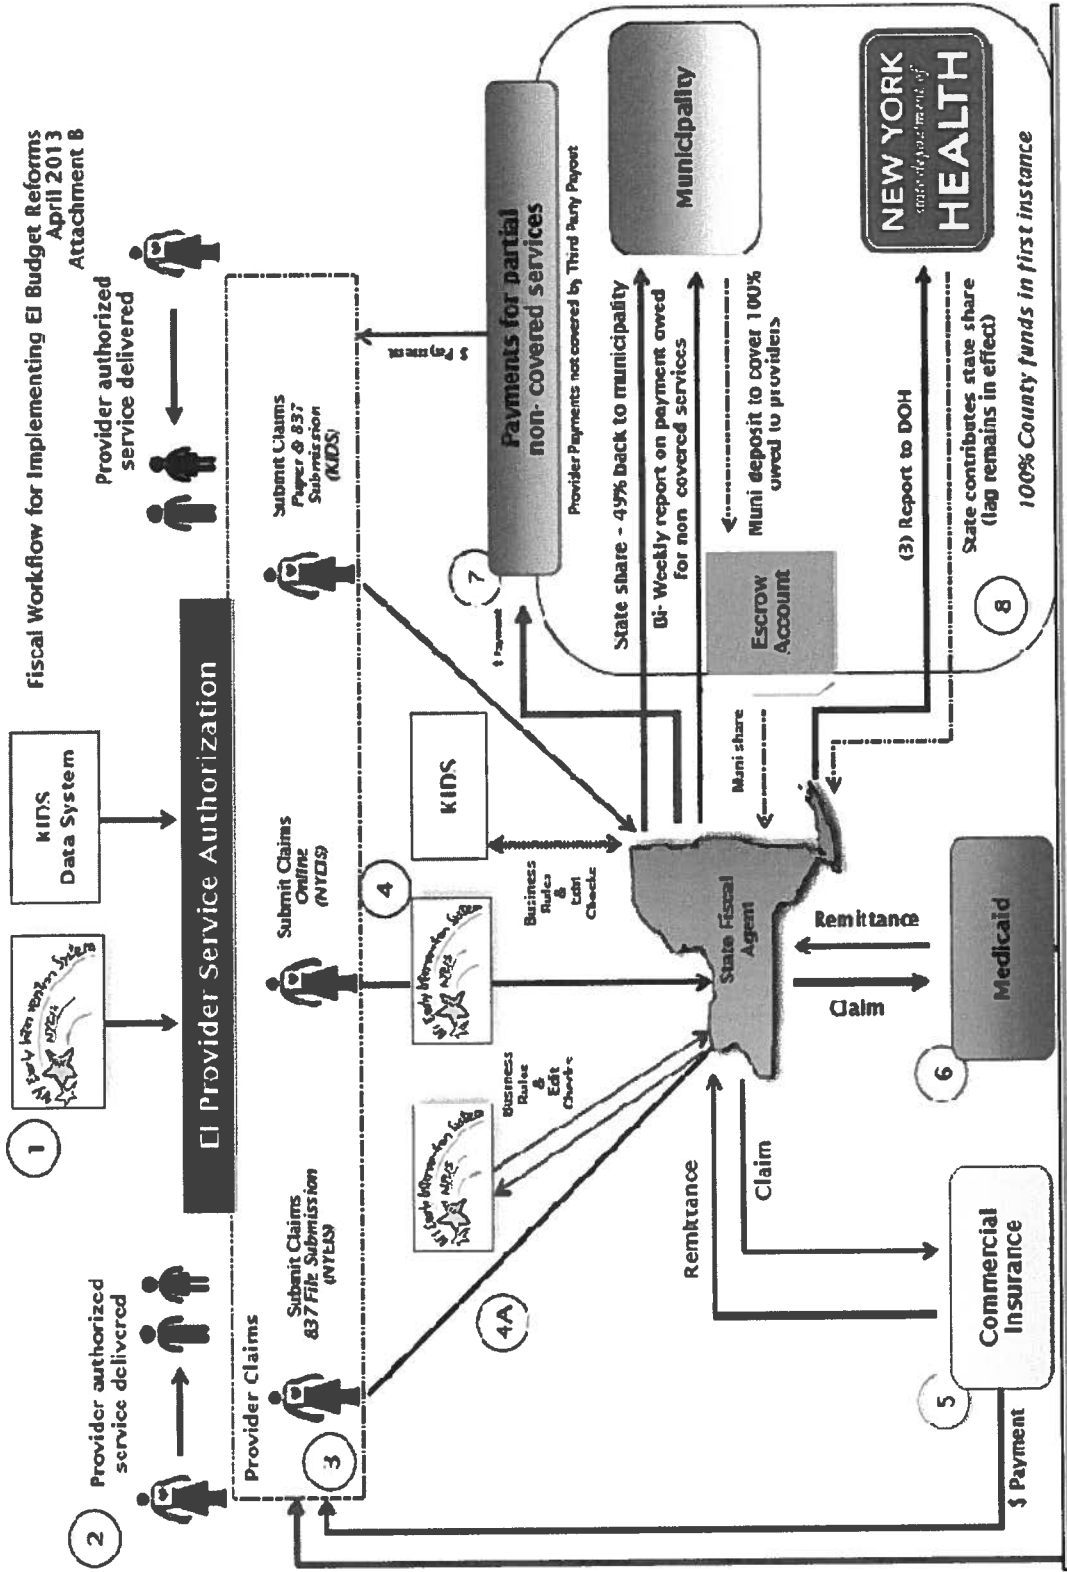 Fiscal Workflow for Implementing EI Budget Reforms
April 2013
Attachment B
1
NYEIS
KIDS
Data System
2
Provider authorized
service delivered
EI Provider Service Authorization
Provider authorized
service delivered
Provider Claims
3
Submit Claims
837 File Submission
(NYEIS)
Submit Claims
Online
(NYEIS)
Submit Claims
Paper & 837
Submission
(KIDS)
4A
NYEIS
Business
Rules
&
Edit
Checks
4
NYEIS
Business
Rules
&
Edit
Checks
KIDS
$ Payment
7
Payments for partial
non- covered services
Provider Payments not covered by Third Party Payout
$ Payment
State Fiscal
Agent
State share - 49% back to municipality
Bi- Weekly report on payment owed
for non covered services
Municipality
Muni share
Escrow
Account
Muni deposit to cover 100%
owed to providers
Remittance
Claim
Claim
Remittance
(3) Report to DOH
State contributes state share
(lag remains in effect)
NEW YORK
state department of
HEALTH
5
Commercial
Insurance
$ Payment
6
Medicaid
8
100% County funds in first instance